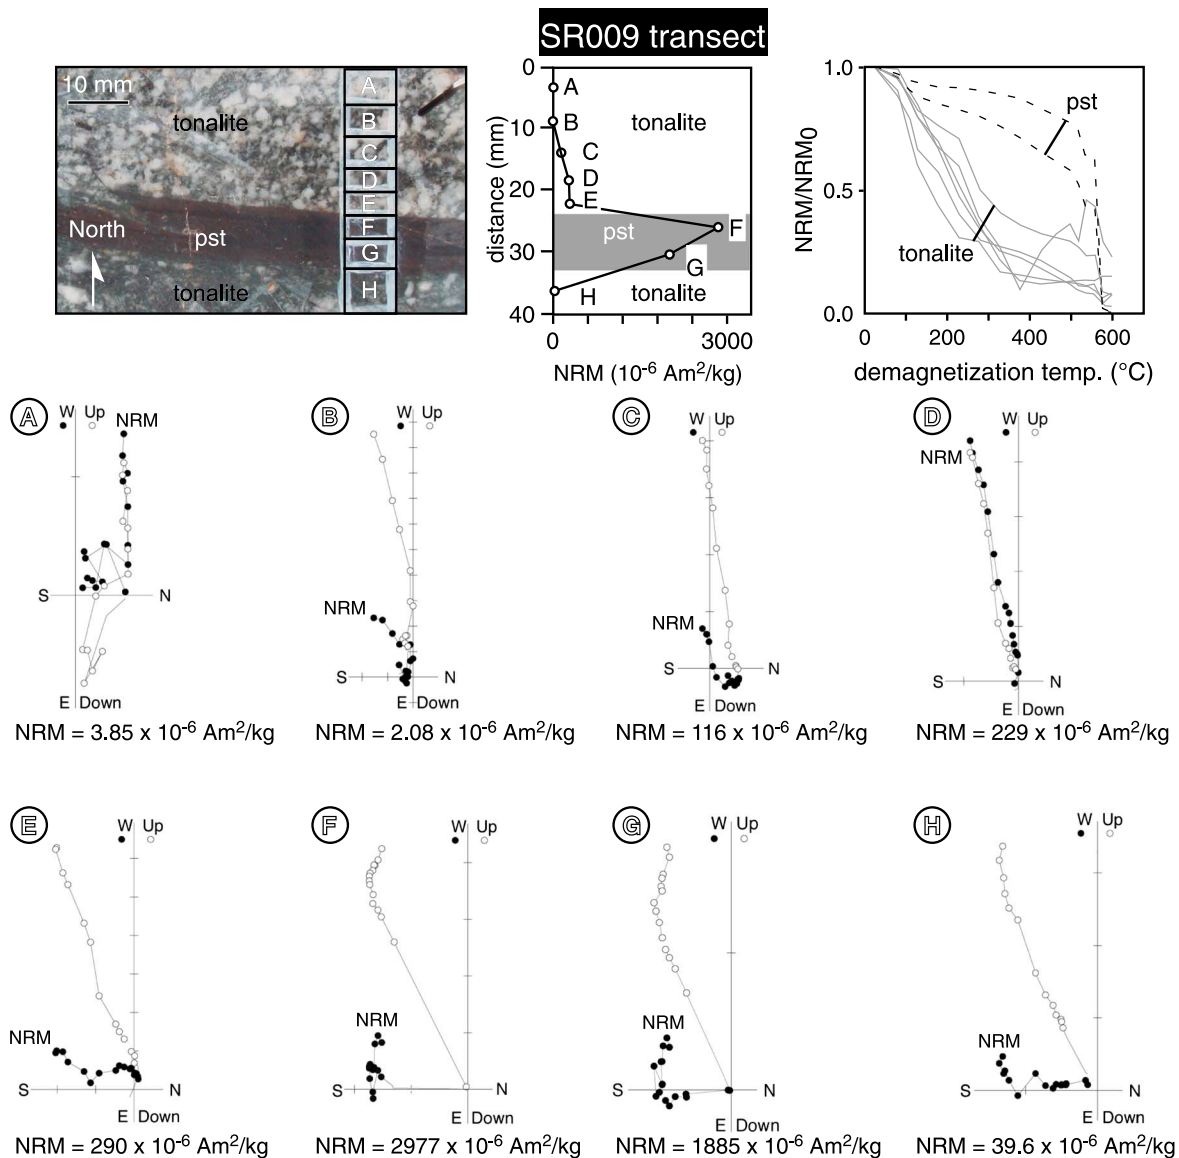 SR009 transect
10 mm
tonalite
A
B
C
D
E
F
G
H
North
pst
tonalite
0
10
20
30
40
distance (mm)
A
B
tonalite
C
D
E
pst
F
G
H
tonalite
0
3000
NRM (10-6 Am2/kg)
1.0
0.5
0.0
NRM/NRM0
pst
tonalite
0
200
400
600
demagnetization temp. (°C)
A
W Up
NRM
S N
E Down
NRM = 3.85 x 10-6 Am2/kg
B
W Up
NRM
S N
E Down
NRM = 2.08 x 10-6 Am2/kg
C
W Up
NRM
S N
E Down
NRM = 116 x 10-6 Am2/kg
D
W Up
NRM
S N
E Down
NRM = 229 x 10-6 Am2/kg
E
W Up
NRM
S N
E Down
NRM = 290 x 10-6 Am2/kg
F
W Up
NRM
S N
E Down
NRM = 2977 x 10-6 Am2/kg
G
W Up
NRM
S N
E Down
NRM = 1885 x 10-6 Am2/kg
H
W Up
NRM
S N
E Down
NRM = 39.6 x 10-6 Am2/kg